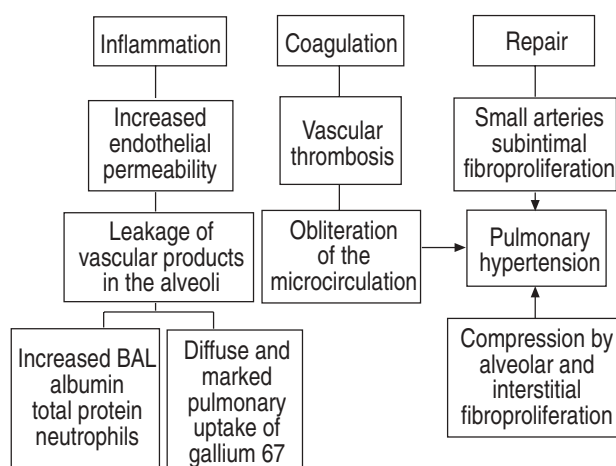 Inflammation
Increased
endothelial
permeability
Leakage of
vascular products
in the alveoli
Increased BAL
albumin
total protein
neutrophils
Diffuse and
marked
pulmonary
uptake of
gallium 67
Coagulation
Vascular
thrombosis
Obliteration
of the
microcirculation
Repair
Small arteries
subintimal
fibroproliferation
Pulmonary
hypertension
Compression by
alveolar and
interstitial
fibroproliferation